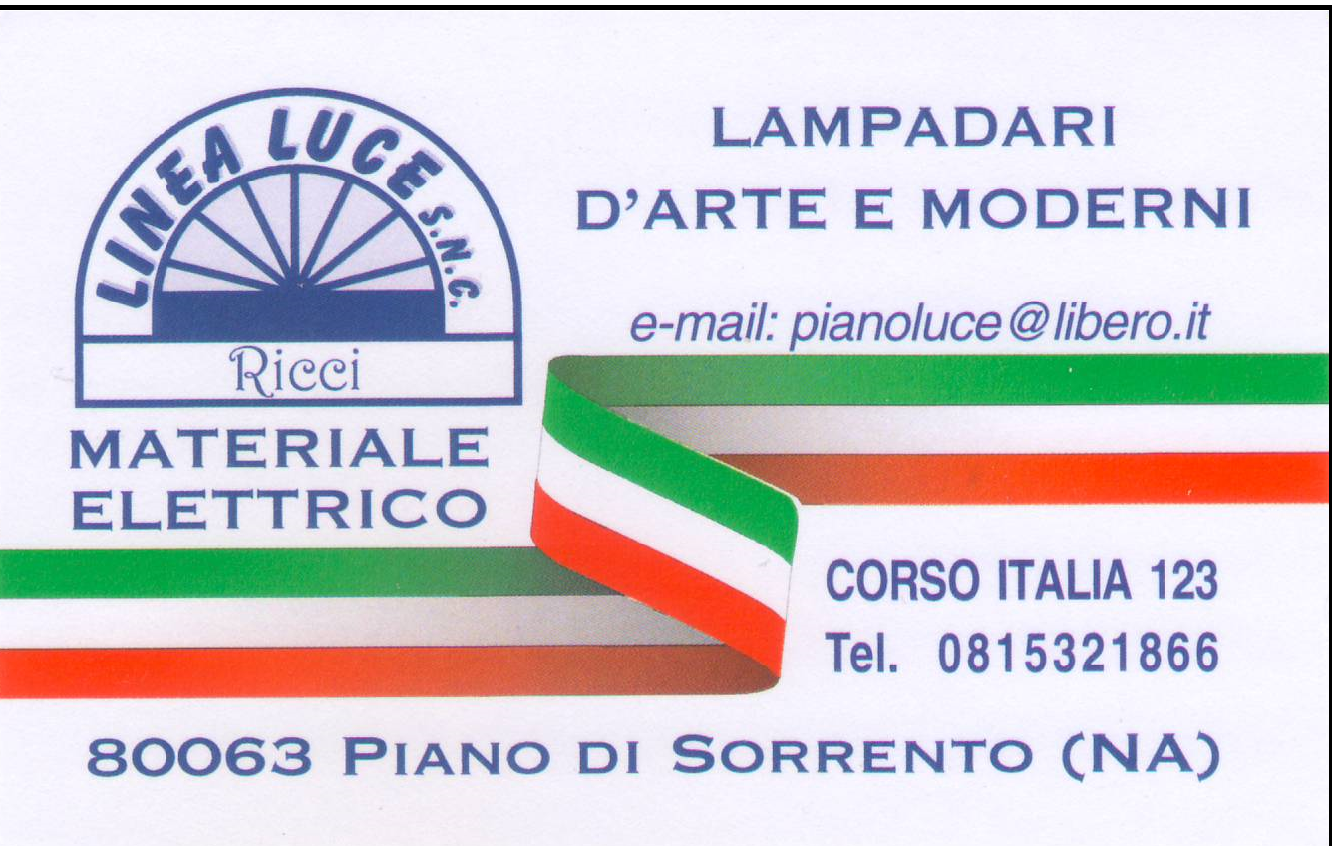 LINEA LUCE S.N.C.
Ricci
MATERIALE
ELETTRICO
LAMPADARI
D'ARTE E MODERNI
e-mail: pianoluce@libero.it
CORSO ITALIA 123
Tel. 0815321866
80063 PIANO DI SORRENTO (NA)